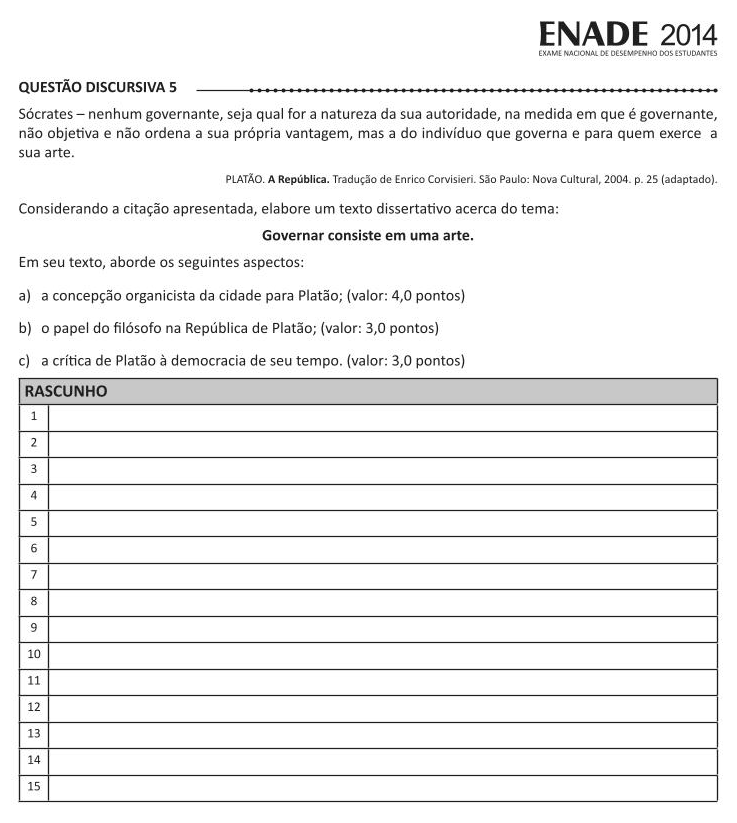 ENADE 2014
EXAME NACIONAL DE DESEMPENHO DOS ESTUDANTES
QUESTÃO DISCURSIVA 5
Sócrates – nenhum governante, seja qual for a natureza da sua autoridade, na medida em que é governante,
não objetiva e não ordena a sua própria vantagem, mas a do indivíduo que governa e para quem exerce a
sua arte.
PLATÃO. A República. Tradução de Enrico Corvisieri. São Paulo: Nova Cultural, 2004. p. 25 (adaptado).
Considerando a citação apresentada, elabore um texto dissertativo acerca do tema:
Governar consiste em uma arte.
Em seu texto, aborde os seguintes aspectos:
a) a concepção organicista da cidade para Platão; (valor: 4,0 pontos)
b) o papel do filósofo na República de Platão; (valor: 3,0 pontos)
c) a crítica de Platão à democracia de seu tempo. (valor: 3,0 pontos)
RASCUNHO
1
2
3
4
5
6
7
8
9
10
11
12
13
14
15